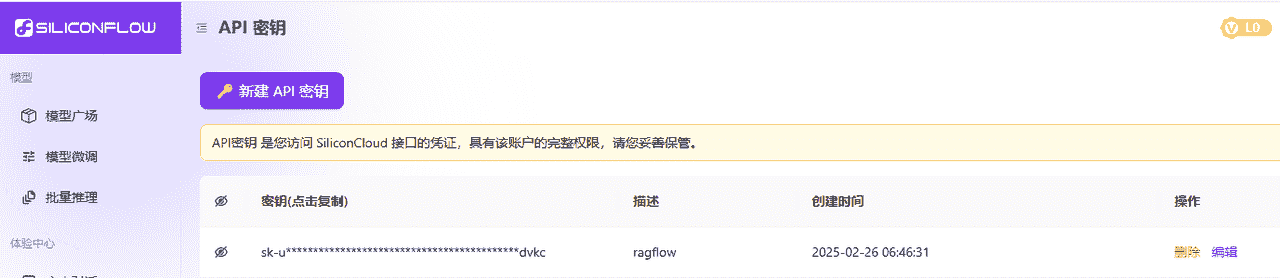 SILICONFLOW
API 密钥
L0
模型
新建 API 密钥
模型广场
API密钥 是您访问 SiliconCloud 接口的凭证，具有该账户的完整权限，请您妥善保管。
模型微调
批量推理
密钥(点击复制)
描述
创建时间
操作
体验中心
sk-u*******************************************dvkc
ragflow
2025-02-26 06:46:31
删除
编辑